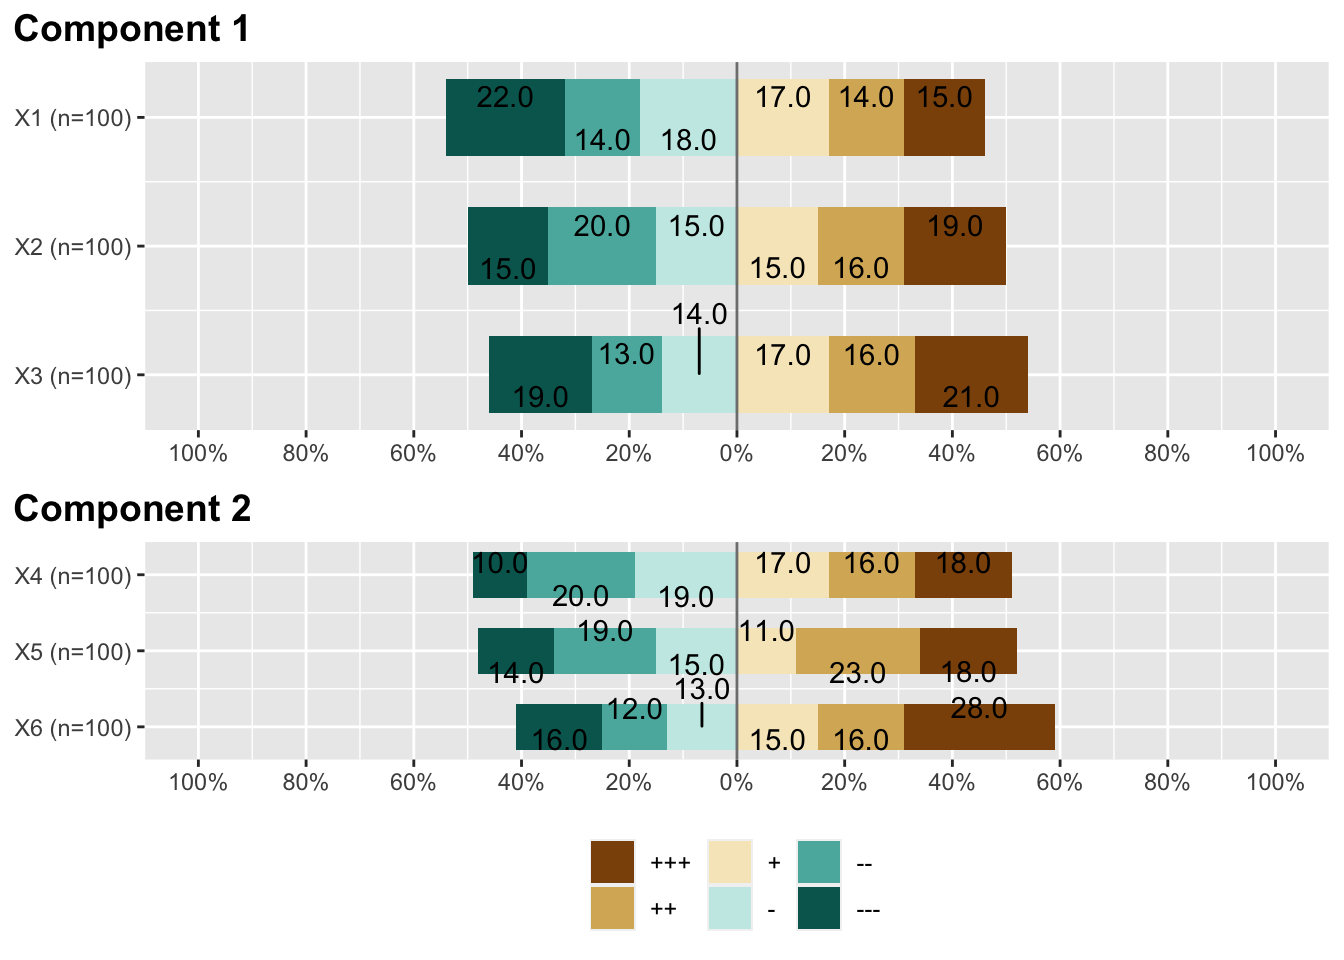 Component 1
X1 (n=100)
22.0 14.0 18.0 17.0 14.0 15.0
X2 (n=100)
15.0 20.0 15.0 15.0 16.0 19.0
X3 (n=100)
19.0 13.0 14.0 17.0 16.0 21.0
100% 80% 60% 40% 20% 0% 20% 40% 60% 80% 100%
Component 2
X4 (n=100)
10.0 20.0 19.0 17.0 16.0 18.0
X5 (n=100)
14.0 19.0 15.0 11.0 23.0 18.0
X6 (n=100)
16.0 12.0 13.0 15.0 16.0 28.0
100% 80% 60% 40% 20% 0% 20% 40% 60% 80% 100%
+++ + --
++ - ---